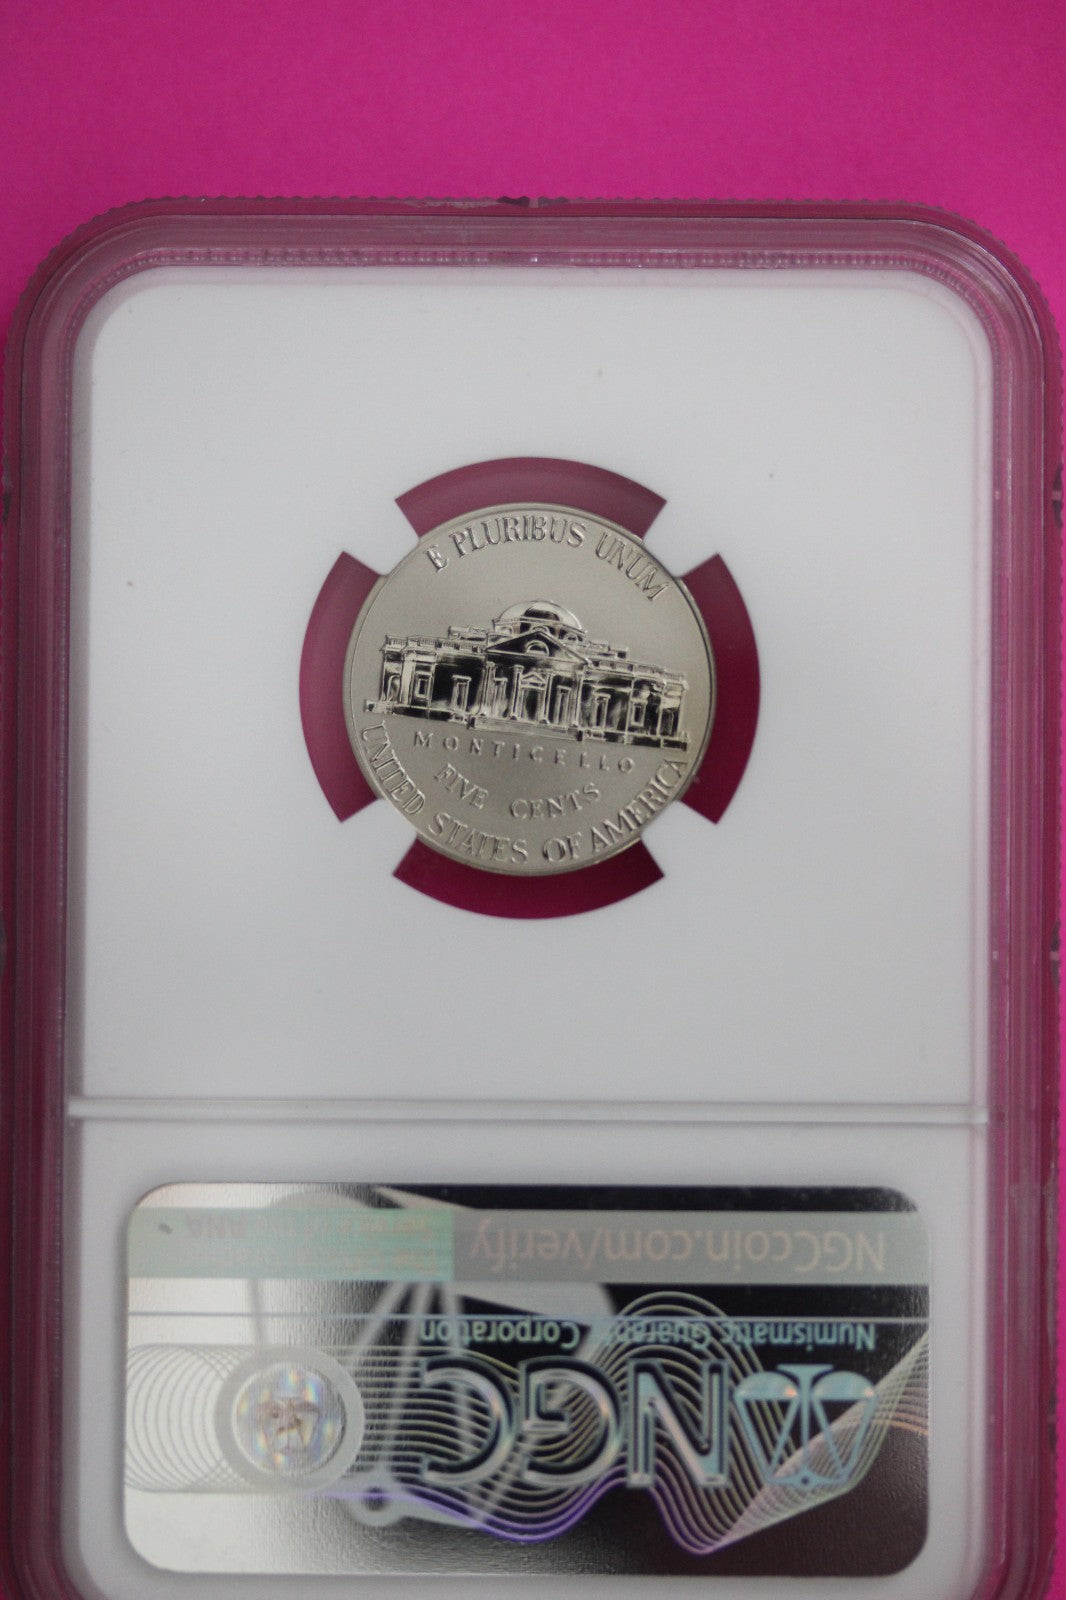 E PLURIBUS UNUM
MONTICELLO
FIVE CENTS
UNITED STATES OF AMERICA
NGC
Numismatic Guaranty Corporation
NGCcoin.com/verify